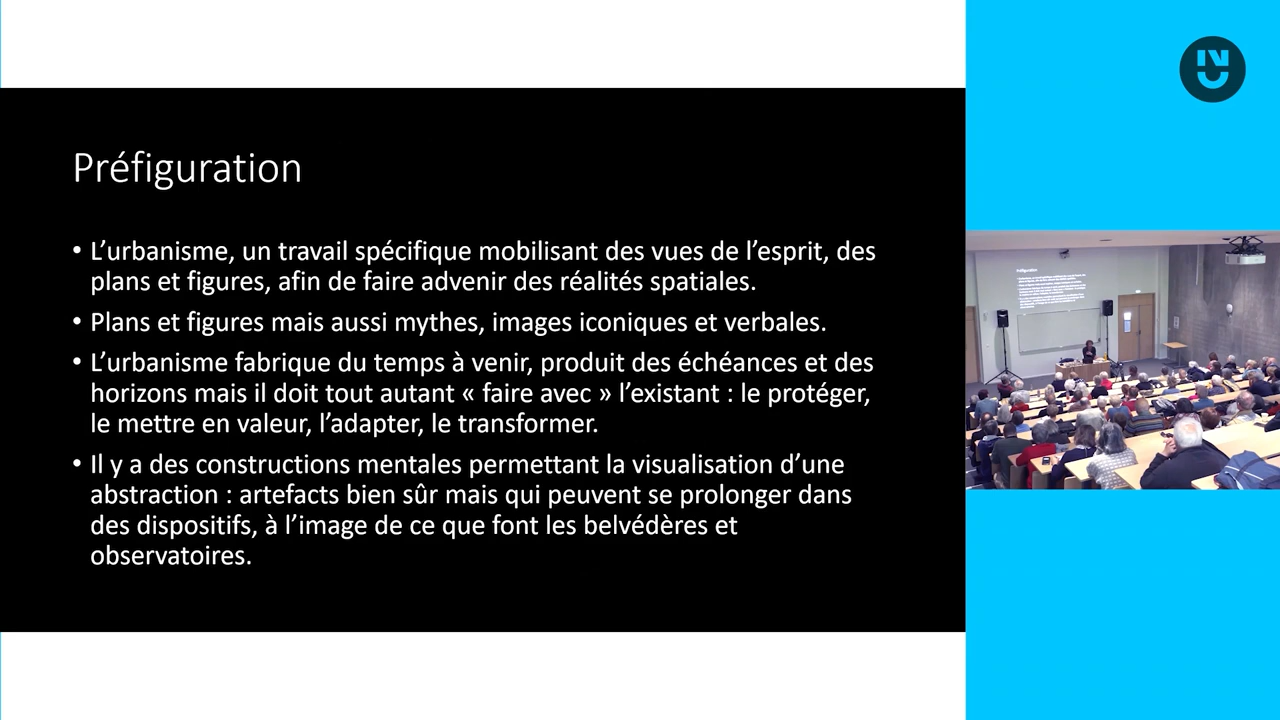 Préfiguration
• L’urbanisme, un travail spécifique mobilisant des vues de l’esprit, des
plans et figures, afin de faire advenir des réalités spatiales.
• Plans et figures mais aussi mythes, images iconiques et verbales.
• L’urbanisme fabrique du temps à venir, produit des échéances et des
horizons mais il doit tout autant « faire avec » l’existant : le protéger,
le mettre en valeur, l’adapter, le transformer.
• Il y a des constructions mentales permettant la visualisation d’une
abstraction : artefacts bien sûr mais qui peuvent se prolonger dans
des dispositifs, à l’image de ce que font les belvédères et
observatoires.